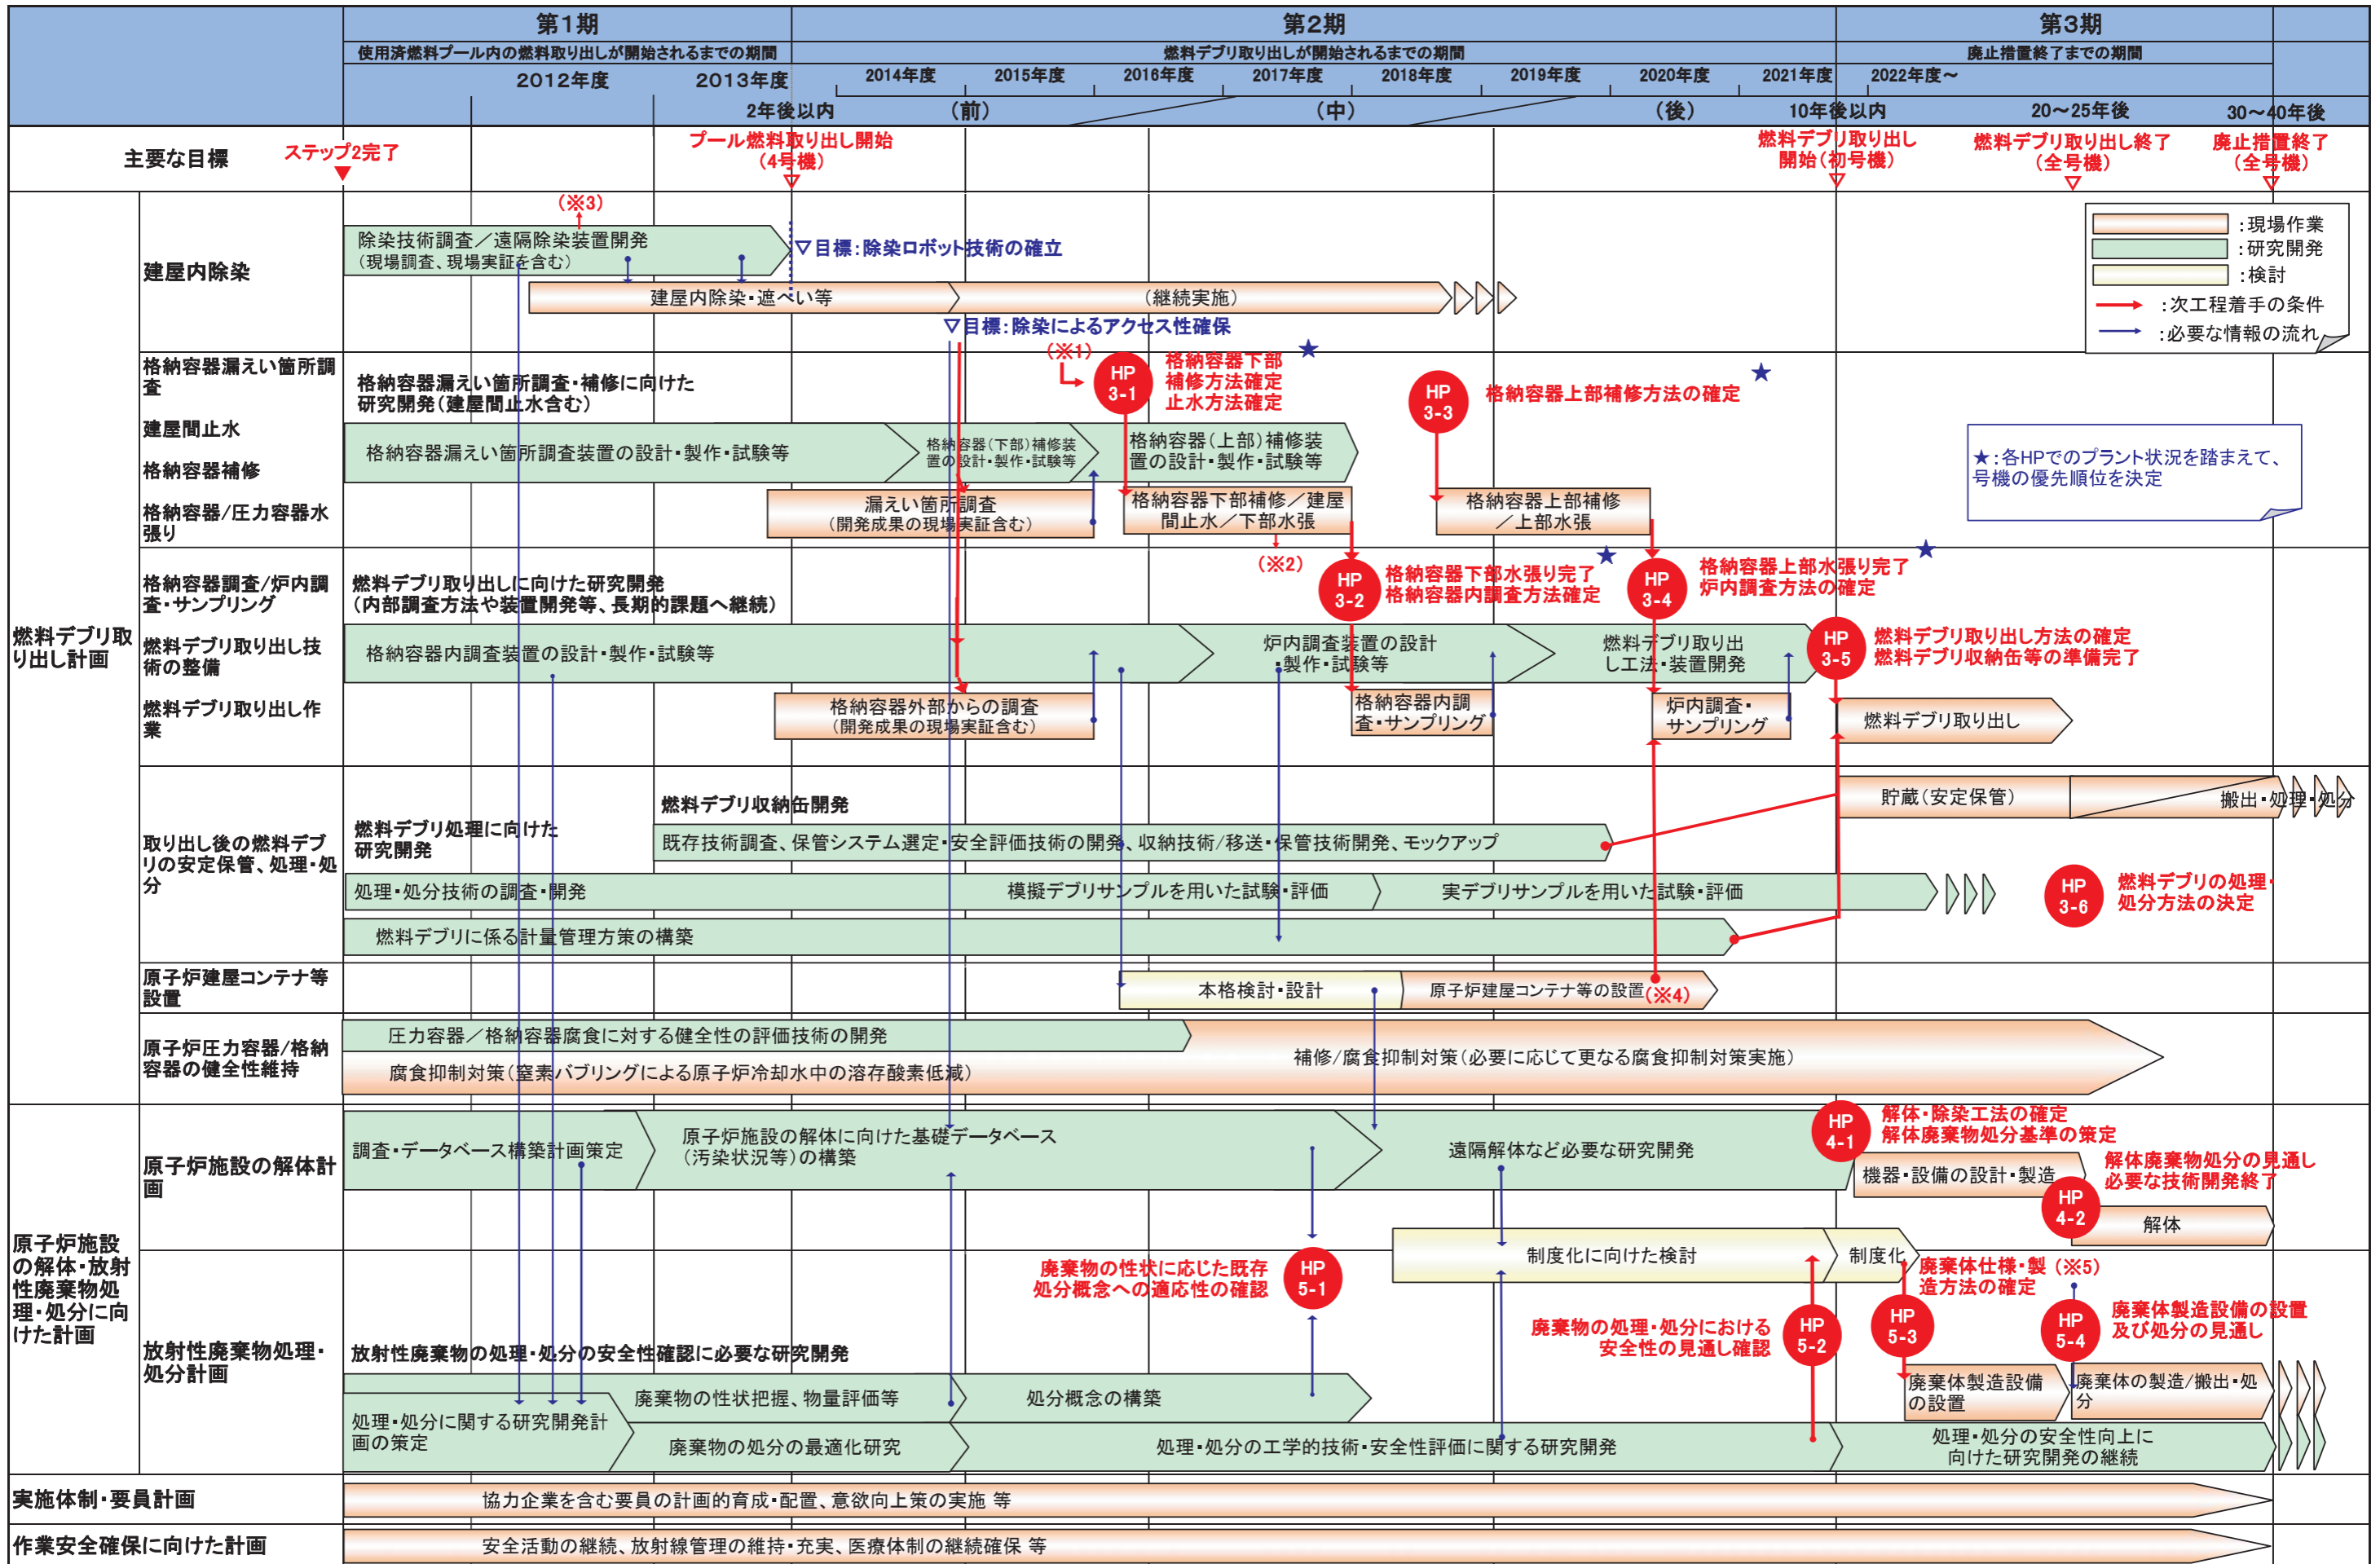 第1期
第2期
第3期
使用済燃料プール内の燃料取り出しが開始されるまでの期間
燃料デブリ取り出しが開始されるまでの期間
廃止措置終了までの期間
2012年度
2013年度
2014年度
2015年度
2016年度
2017年度
2018年度
2019年度
2020年度
2021年度
2022年度～
2年後以内
(前)
(中)
(後)
10年後以内
20～25年後
30～40年後
主要な目標
ステップ2完了
プール燃料取り出し開始
(4号機)
燃料デブリ取り出し
開始(初号機)
燃料デブリ取り出し終了
(全号機)
廃止措置終了
(全号機)
:現場作業
:研究開発
:検討
:次工程着手の条件
:必要な情報の流れ
燃料デブリ取
り出し計画
建屋内除染
(※3)
除染技術調査／遠隔除染装置開発
(現場調査、現場実証を含む)
▽目標:除染ロボット技術の確立
建屋内除染・遮へい等
(継続実施)
▽目標:除染によるアクセス性確保
格納容器漏えい箇所調
査
建屋間止水
格納容器補修
格納容器/圧力容器水
張り
格納容器漏えい箇所調査・補修に向けた
研究開発(建屋間止水含む)
(※1)
HP
3-1
格納容器下部
補修方法確定
止水方法確定
★
HP
3-3
格納容器上部補修方法の確定
★
★:各HPでのプラント状況を踏まえて、
号機の優先順位を決定
格納容器漏えい箇所調査装置の設計・製作・試験等
格納容器(下部)補修装
置の設計・製作・試験等
格納容器(上部)補修装
置の設計・製作・試験等
漏えい箇所調査
(開発成果の現場実証含む)
格納容器下部補修／建屋
間止水／下部水張
格納容器上部補修
／上部水張
(※2)
格納容器調査/炉内調
査・サンプリング
燃料デブリ取り出し技
術の整備
燃料デブリ取り出し作
業
燃料デブリ取り出しに向けた研究開発
(内部調査方法や装置開発等、長期的課題へ継続)
HP
3-2
格納容器下部水張り完了
格納容器内調査方法確定
★
HP
3-4
格納容器上部水張り完了
炉内調査方法の確定
★
格納容器内調査装置の設計・製作・試験等
炉内調査装置の設計
・製作・試験等
燃料デブリ取り出
し工法・装置開発
HP
3-5
燃料デブリ取り出し方法の確定
燃料デブリ収納缶等の準備完了
格納容器外部からの調査
(開発成果の現場実証含む)
格納容器内調
査・サンプリング
炉内調査・
サンプリング
燃料デブリ取り出し
取り出し後の燃料デブ
リの安定保管、処理・処
分
燃料デブリ処理に向けた
研究開発
燃料デブリ収納缶開発
既存技術調査、保管システム選定・安全評価技術の開発、収納技術/移送・保管技術開発、モックアップ
貯蔵(安定保管)
搬出・処理・処分
処理・処分技術の調査・開発
模擬デブリサンプルを用いた試験・評価
実デブリサンプルを用いた試験・評価
HP
3-6
燃料デブリの処理・
処分方法の決定
燃料デブリに係る計量管理方策の構築
原子炉建屋コンテナ等
設置
本格検討・設計
原子炉建屋コンテナ等の設置
(※4)
原子炉圧力容器/格納
容器の健全性維持
圧力容器／格納容器腐食に対する健全性の評価技術の開発
腐食抑制対策(窒素バブリングによる原子炉冷却水中の溶存酸素低減)
補修/腐食抑制対策(必要に応じて更なる腐食抑制対策実施)
原子炉施設
の解体・放射
性廃棄物処
理・処分に向
けた計画
原子炉施設の解体計
画
調査・データベース構築計画策定
原子炉施設の解体に向けた基礎データベース
(汚染状況等)の構築
遠隔解体など必要な研究開発
HP
4-1
解体・除染工法の確定
解体廃棄物処分基準の策定
機器・設備の設計・製造
HP
4-2
解体廃棄物処分の見通し
必要な技術開発終了
解体
制度化に向けた検討
制度化
放射性廃棄物処理・
処分計画
放射性廃棄物の処理・処分の安全性確認に必要な研究開発
廃棄物の性状に応じた既存
処分概念への適応性の確認
HP
5-1
廃棄物の処理・処分における
安全性の見通し確認
HP
5-2
廃棄体仕様・製
造方法の確定
HP
5-3
(※5)
HP
5-4
廃棄体製造設備の設置
及び処分の見通し
処理・処分に関する研究開発計
画の策定
廃棄物の性状把握、物量評価等
処分概念の構築
廃棄体製造設備
の設置
廃棄体の製造/搬出・処
分
廃棄物の処分の最適化研究
処理・処分の工学的技術・安全性評価に関する研究開発
処理・処分の安全性向上に
向けた研究開発の継続
実施体制・要員計画
協力企業を含む要員の計画的育成・配置、意欲向上策の実施 等
作業安全確保に向けた計画
安全活動の継続、放射線管理の維持・充実、医療体制の継続確保 等